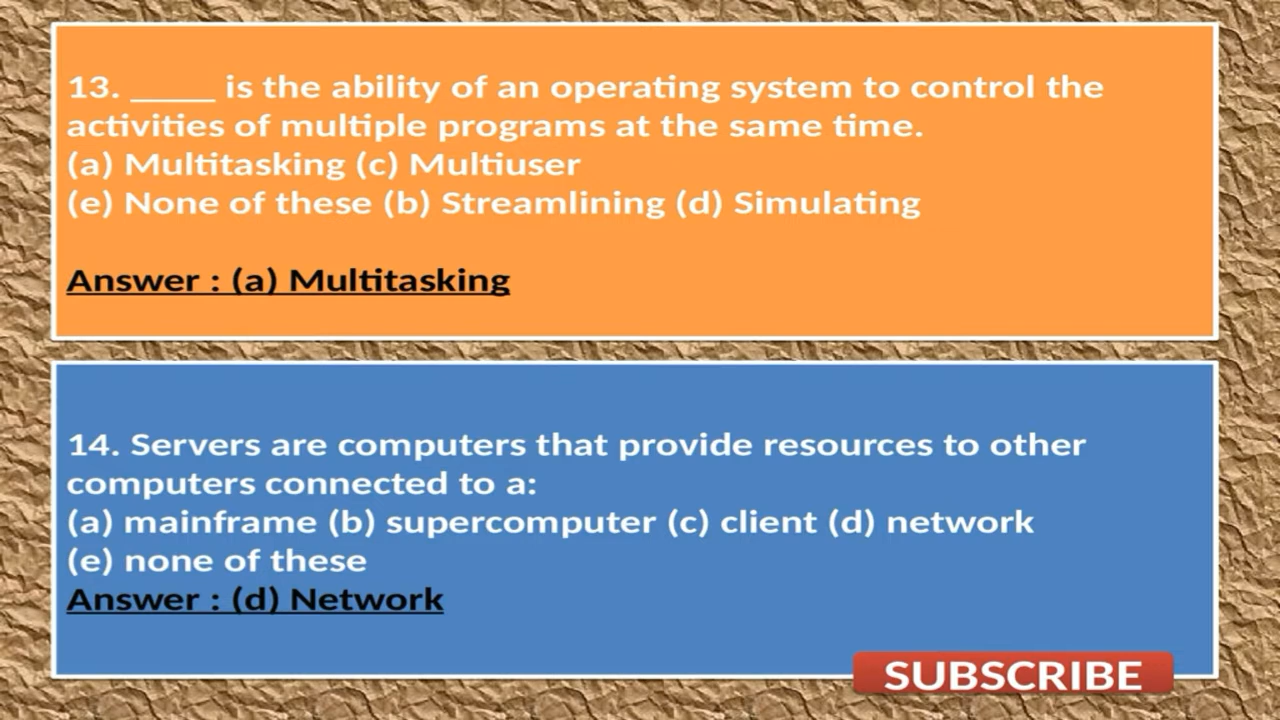 13. ____ is the ability of an operating system to control the
activities of multiple programs at the same time.
(a) Multitasking (c) Multiuser
(e) None of these (b) Streamlining (d) Simulating
Answer : (a) Multitasking
14. Servers are computers that provide resources to other
computers connected to a:
(a) mainframe (b) supercomputer (c) client (d) network
(e) none of these
Answer : (d) Network
SUBSCRIBE